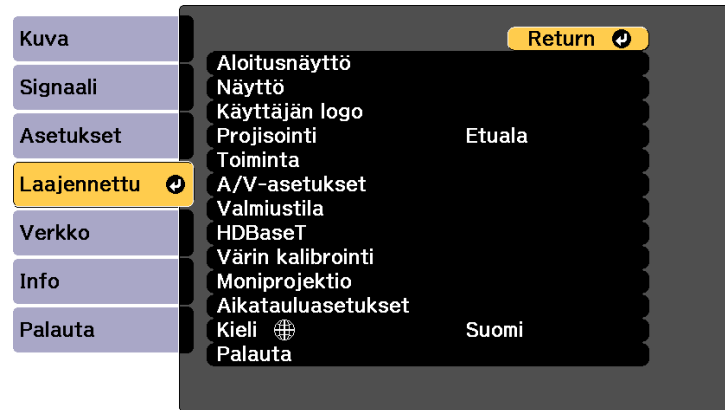 Kuva
Signaali
Asetukset
Laajennettu
Verkko
Info
Palauta
Return
Aloitusnäyttö
Näyttö
Käyttäjän logo
Projisointi Etuala
Toiminta
A/V-asetukset
Valmiustila
HDBaseT
Värin kalibrointi
Moniprojektio
Aikatauluasetukset
Kieli Suomi
Palauta